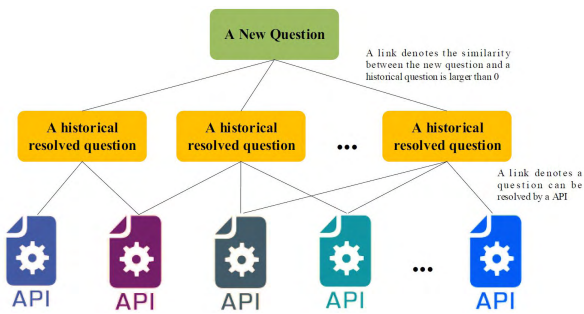 A New Question
A link denotes the similarity
between the new question and a
historical question is larger than 0
A historical
resolved question
A historical
resolved question
...
A historical
resolved question
A link denotes a
question can be
resolved by a API
...
API
API
API
API
API